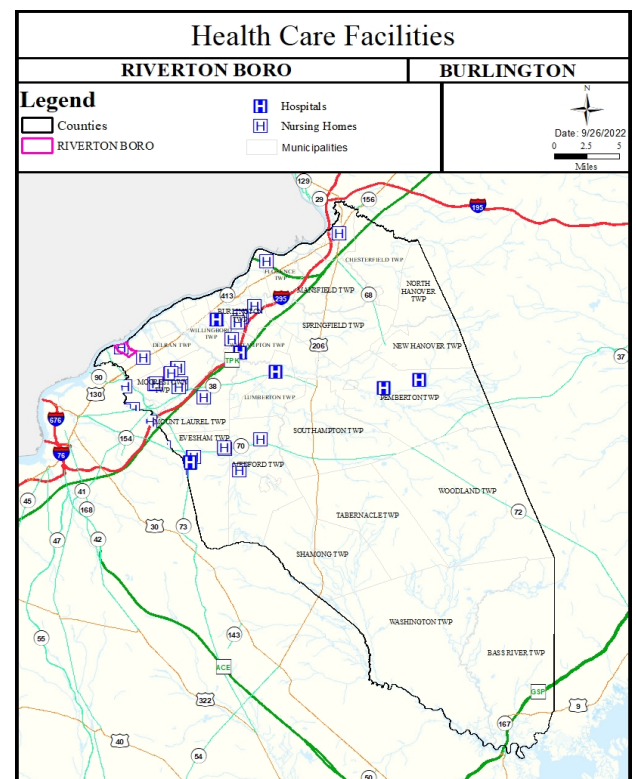 Health Care Facilities
RIVERTON BORO
BURLINGTON
Legend
Counties
RIVERTON BORO
H Hospitals
H Nursing Homes
Municipalities
N
Date: 9/26/2022
0 2.5 5
Miles
129
29
156
195
CHESTERFIELD TWP
FLORENCE TWP
NORTH HANOVER TWP
MANSFIELD TWP
68
413
295
SPRINGFIELD TWP
WILLINGBORO TWP
206
DELRAN TWP
NEW HANOVER TWP
37
TPK
90
130
38
LUMBERTON TWP
PEMBERTON TWP
676
154
MOUNT LAUREL TWP
SOUTHAMPTON TWP
EVESHAM TWP
70
76
MEDFORD TWP
WOODLAND TWP
45
41
168
30
73
72
TABERNACLE TWP
47
42
SHAMONG TWP
WASHINGTON TWP
143
55
BASS RIVER TWP
ACE
GSP
322
9
167
40
54
50